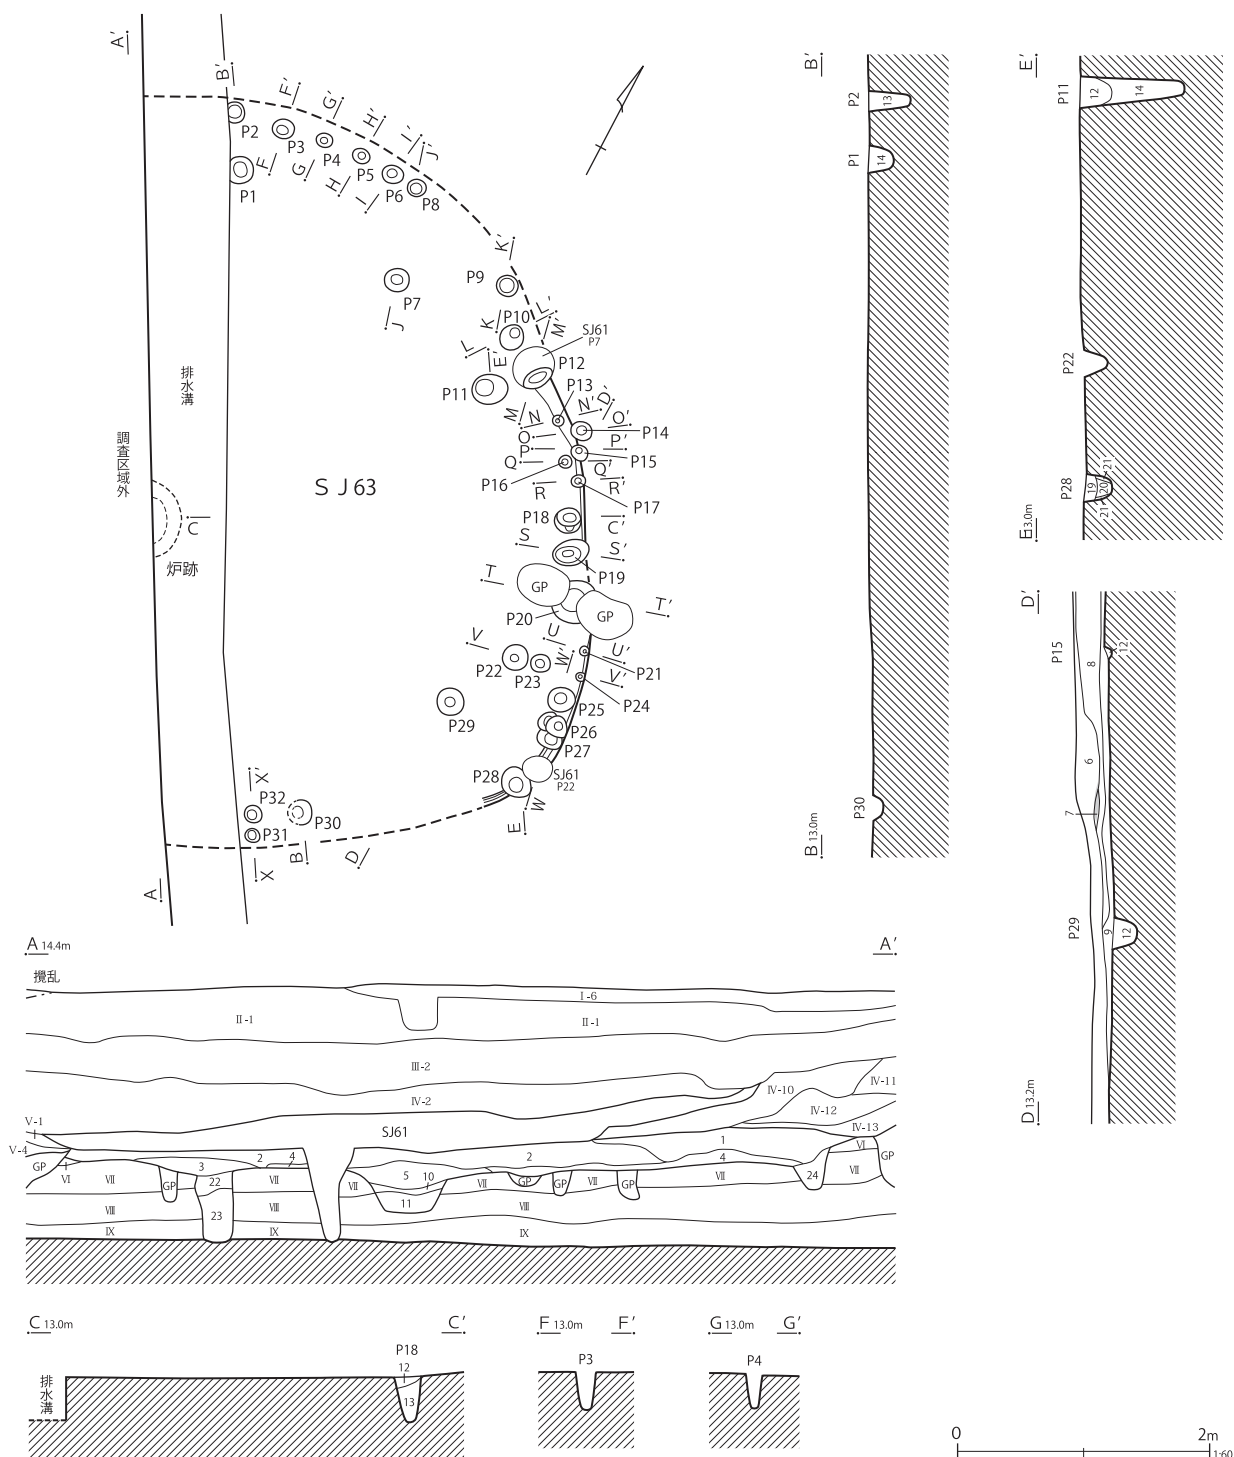 A′
B′
F′
G′
H′
I′
J′
P2
P3
P4
P5
P6
P8
P1
F
G
H
I
K′
P9
P7
J
K
P10
L′
M′
SJ61
P7
L
E′
P12
P11
P13
M
N
N′
D′
O
O′
P14
P
P′
P15
Q
Q′
P16
R
R′
P17
排水溝
調査区域外
SJ63
C
炉跡
P18
C′
S
S′
P19
T
GP
T′
P20
GP
U
V
W′
U′
P22
P23
P21
V′
P24
P29
P25
P26
P27
P28
SJ61
P22
W
E
X′
P32
P30
P31
B
D
X
A
B′
P2
13
P1
14
P30
B 13.0m
E′
P11
12
14
P22
P28
19
20
21
21
E 13.0m
D′
P15
8
12
6
7
P29
9
12
D 13.2m
A 14.4m
A′
攪乱
I-6
II-1
II-1
III-2
IV-2
IV-10
IV-11
IV-12
IV-13
V-1
V-4
SJ61
1
2
2
3
4
4
5
10
11
22
23
24
GP
GP
GP
GP
GP
GP
VI
VI
VII
VII
VII
VII
VII
VII
VII
VIII
VIII
VIII
IX
IX
IX
C 13.0m
C′
P18
12
13
排水溝
F 13.0m
F′
P3
G 13.0m
G′
P4
0
2m
1:60